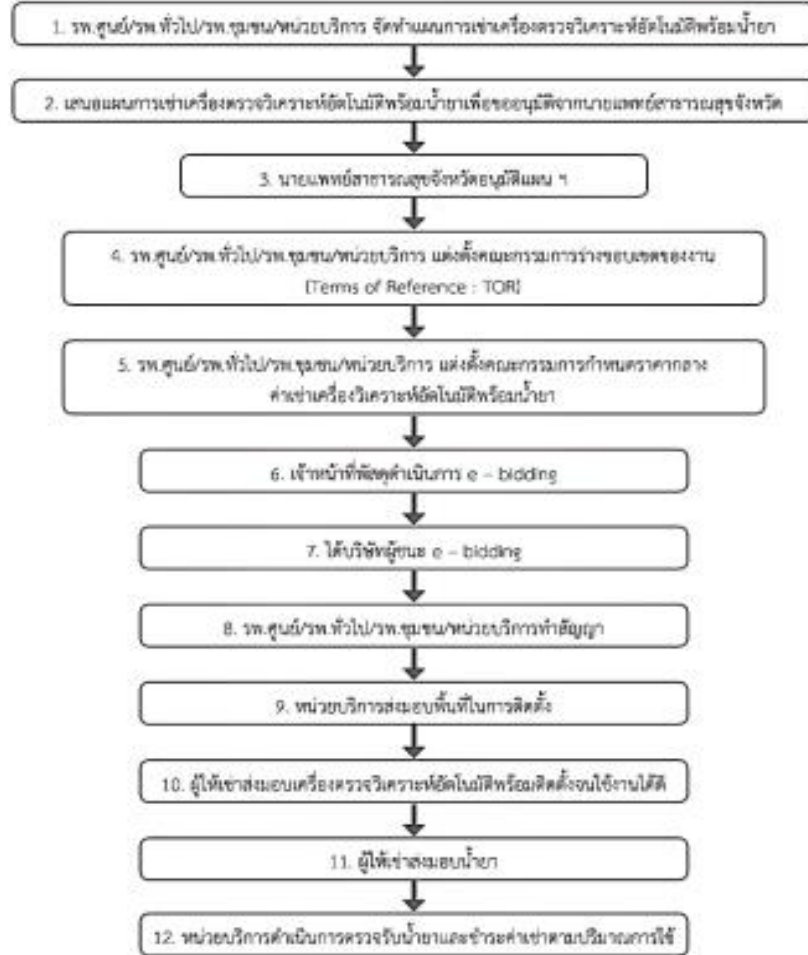 1. รพ.ศูนย์/รพ.ทั่วไป/รพ.ชุมชน/หน่วยบริการ จัดทำแผนการเช่าเครื่องตรวจวิเคราะห์อัตโนมัติพร้อมน้ำยา
2. เสนอแผนการเช่าเครื่องตรวจวิเคราะห์อัตโนมัติพร้อมน้ำยาเพื่อขออนุมัติจากนายแพทย์สาธารณสุขจังหวัด
3. นายแพทย์สาธารณสุขจังหวัดอนุมัติแผน ฯ
4. รพ.ศูนย์/รพ.ทั่วไป/รพ.ชุมชน/หน่วยบริการ แต่งตั้งคณะกรรมการร่างขอบเขตของงาน
(Terms of Reference : TOR)
5. รพ.ศูนย์/รพ.ทั่วไป/รพ.ชุมชน/หน่วยบริการ แต่งตั้งคณะกรรมการกำหนดราคากลาง
ค่าเช่าเครื่องวิเคราะห์อัตโนมัติพร้อมน้ำยา
6. เจ้าหน้าที่พัสดุดำเนินการ e – bidding
7. ได้บริษัทผู้ชนะ e – bidding
8. รพ.ศูนย์/รพ.ทั่วไป/รพ.ชุมชน/หน่วยบริการทำสัญญา
9. หน่วยบริการส่งมอบพื้นที่ในการติดตั้ง
10. ผู้ให้เช่าส่งมอบเครื่องตรวจวิเคราะห์อัตโนมัติพร้อมติดตั้งจนใช้งานได้ดี
11. ผู้ให้เช่าส่งมอบน้ำยา
12. หน่วยบริการดำเนินการตรวจรับน้ำยาและชำระค่าเช่าตามปริมาณการใช้